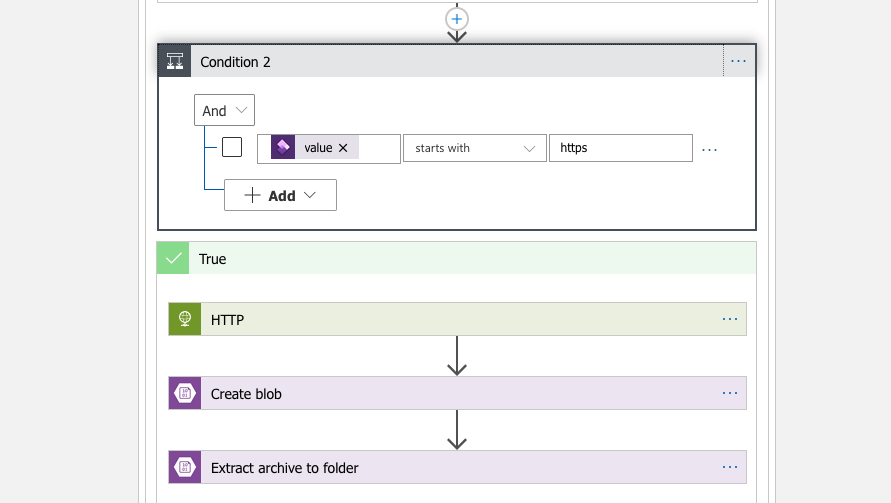 Condition 2
And
value
starts with
https
Add
True
HTTP
Create blob
Extract archive to folder